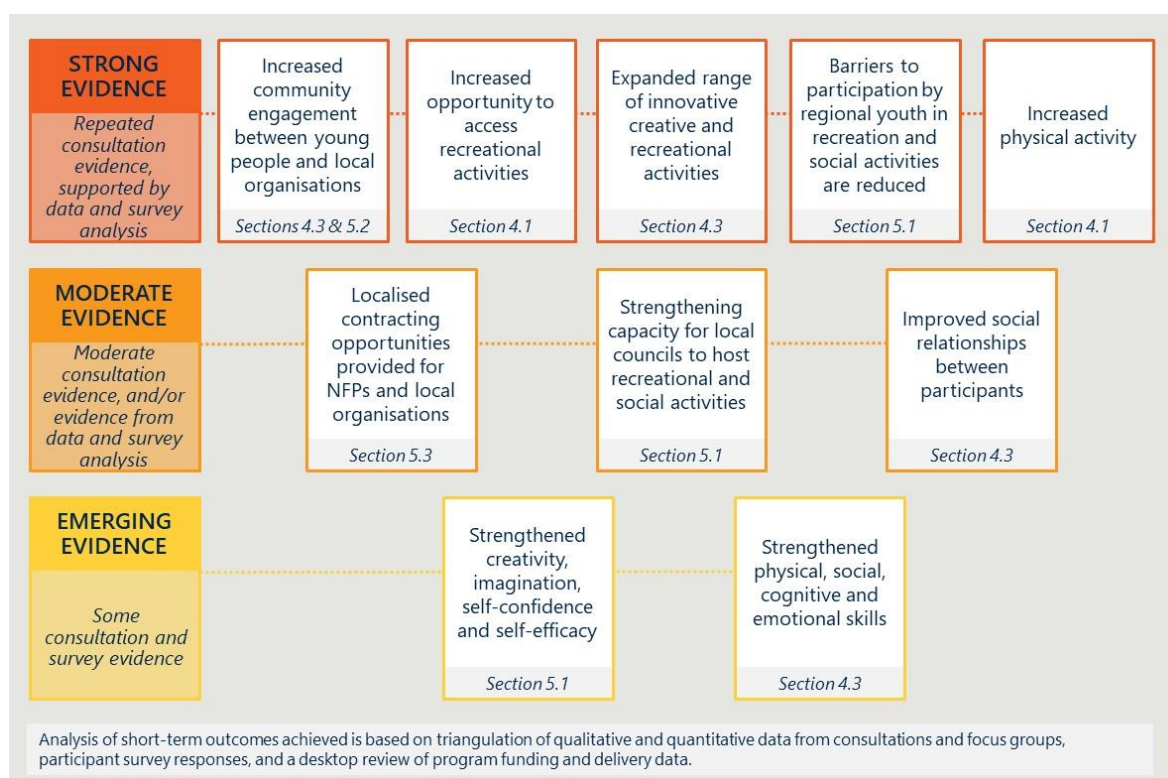 STRONG
EVIDENCE
Repeated
consultation
evidence,
supported by
data and survey
analysis
Increased
community
engagement
between young
people and local
organisations
Sections 4.3 & 5.2
Increased
opportunity to
access
recreational
activities
Section 4.1
Expanded range
of innovative
creative and
recreational
activities
Section 4.3
Barriers to
participation by
regional youth in
recreation and
social activities
are reduced
Section 5.1
Increased
physical activity
Section 4.1
MODERATE
EVIDENCE
Moderate
consultation
evidence, and/or
evidence from
data and survey
analysis
Localised
contracting
opportunities
provided for
NFPs and local
organisations
Section 5.3
Strengthening
capacity for local
councils to host
recreational and
social activities
Section 5.1
Improved social
relationships
between
participants
Section 4.3
EMERGING
EVIDENCE
Some
consultation and
survey evidence
Strengthened
creativity,
imagination,
self-confidence
and self-efficacy
Section 5.1
Strengthened
physical, social,
cognitive and
emotional skills
Section 4.3
Analysis of short-term outcomes achieved is based on triangulation of qualitative and quantitative data from consultations and focus groups,
participant survey responses, and a desktop review of program funding and delivery data.